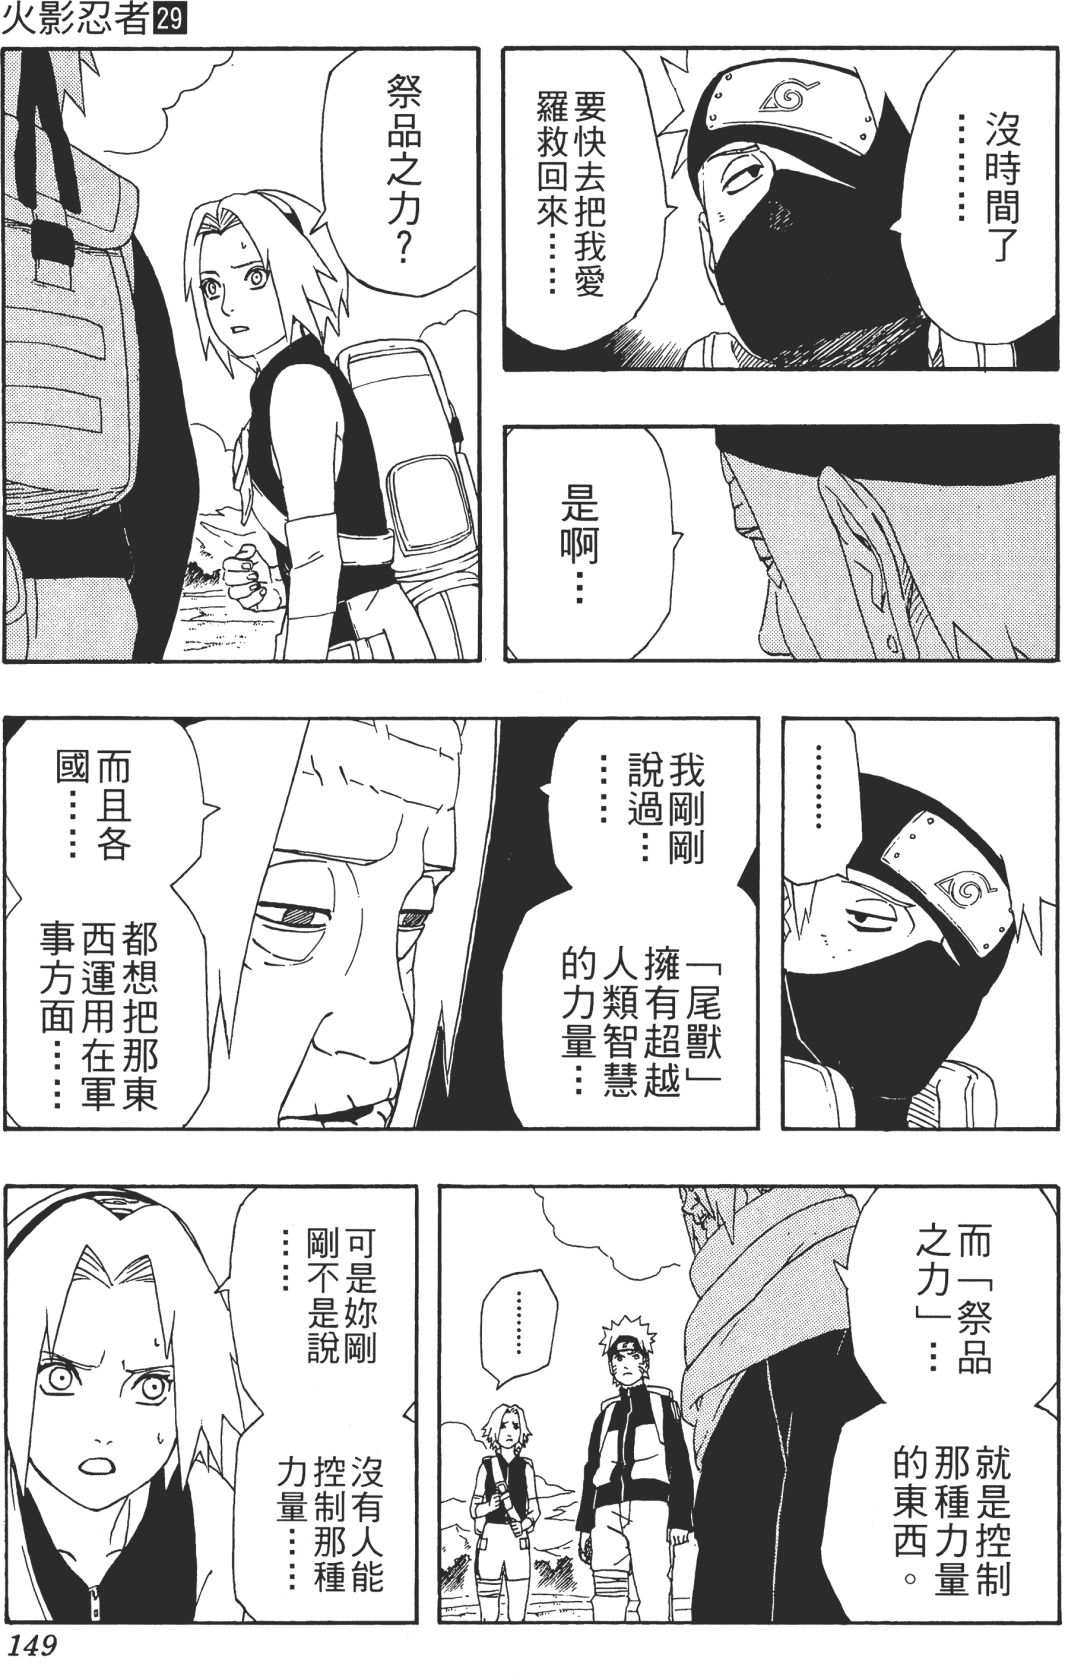 火影忍者29
沒時間了
………
要快去把我愛
羅救回來……
是啊…
祭品之力？
………
我剛剛
說過…
……
「尾獸」
擁有超越
人類智慧
的力量…
而且各
國……
都想把那東
西運用在軍
事方面……
而「祭品
之力」…
就是控制
那種力量
的東西。
………
可是妳剛
剛不是說
……
沒有人能
控制那種
力量……
149